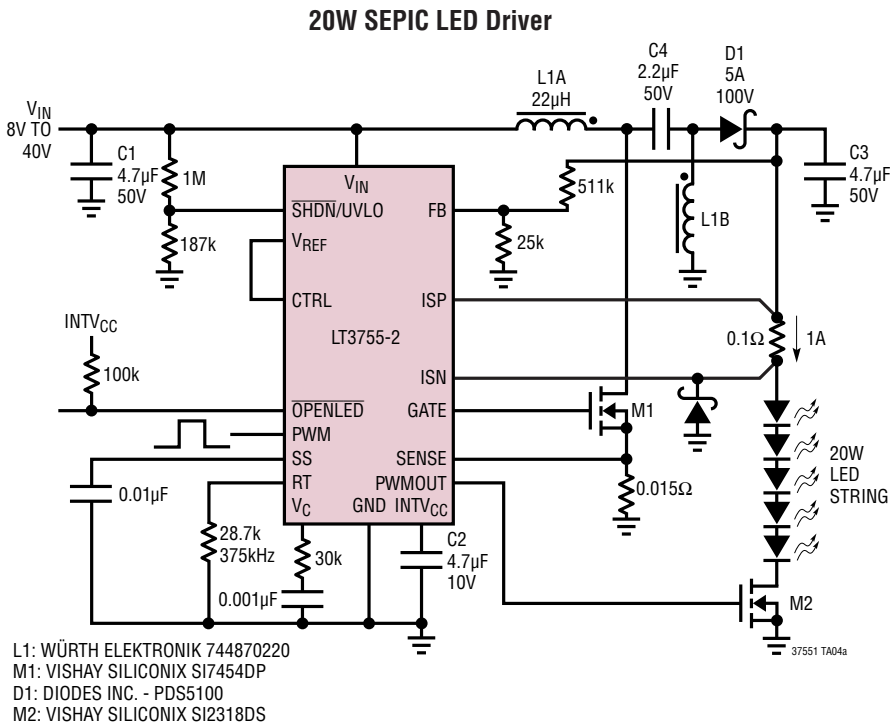 20W SEPIC LED Driver
VIN
8V TO
40V
C1
4.7µF
50V
1M
187k
L1A
22µH
C4
2.2µF
50V
D1
5A
100V
C3
4.7µF
50V
L1B
511k
25k
VIN
SHDN/UVLO
FB
VREF
CTRL
ISP
LT3755-2
ISN
OPENLED
GATE
PWM
SS
SENSE
RT
PWMOUT
VC
GND
INTVCC
INTVCC
100k
0.1Ω
1A
M1
0.015Ω
20W
LED
STRING
0.01µF
28.7k
375kHz
30k
0.001µF
C2
4.7µF
10V
M2
37551 TA04a
L1: WÜRTH ELEKTRONIK 744870220
M1: VISHAY SILICONIX SI7454DP
D1: DIODES INC. - PDS5100
M2: VISHAY SILICONIX SI2318DS